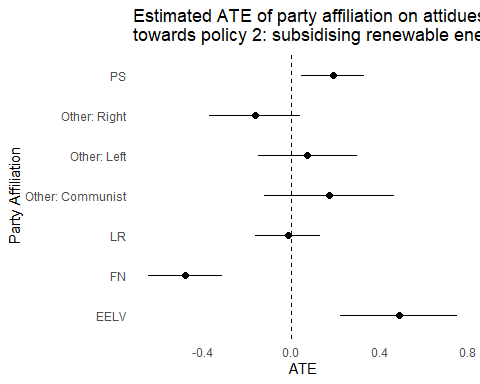 Estimated ATE of party affiliation on attidues
towards policy 2: subsidising renewable ene
PS
Other: Right
Other: Left
Other: Communist
LR
FN
EELV
Party Affiliation
-0.4 0.0 0.4 0.8
ATE